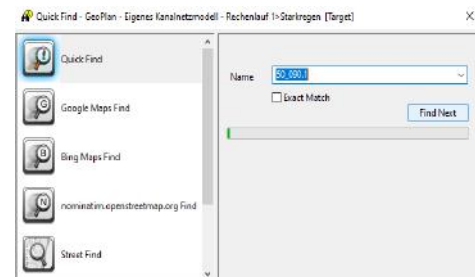 Quick Find - GeoPlan - Eigenes Kanalnetzmodell - Rechenlauf 1>Starkregen [Target]
Quick Find
Google Maps Find
Bing Maps Find
nominatim.openstreetmap.org Find
Street Find
Name
50_090.1
Exact Match
Find Next